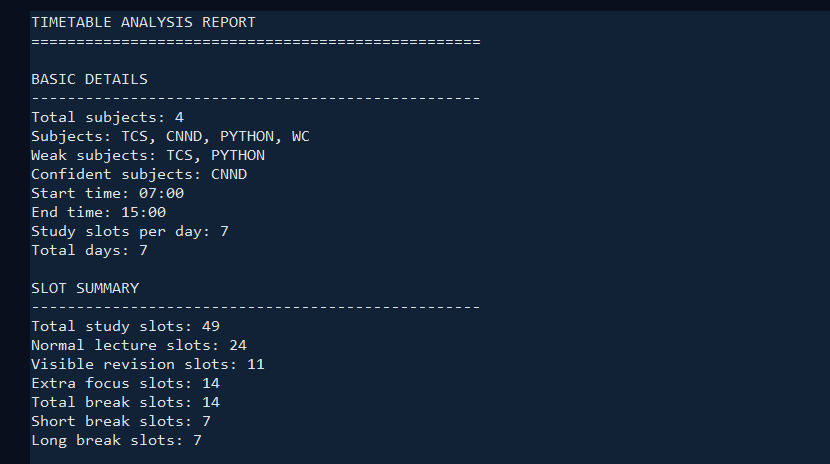 TIMETABLE ANALYSIS REPORT
==================================================
BASIC DETAILS
--------------------------------------------------
Total subjects: 4
Subjects: TCS, CNND, PYTHON, WC
Weak subjects: TCS, PYTHON
Confident subjects: CNND
Start time: 07:00
End time: 15:00
Study slots per day: 7
Total days: 7
SLOT SUMMARY
--------------------------------------------------
Total study slots: 49
Normal lecture slots: 24
Visible revision slots: 11
Extra focus slots: 14
Total break slots: 14
Short break slots: 7
Long break slots: 7